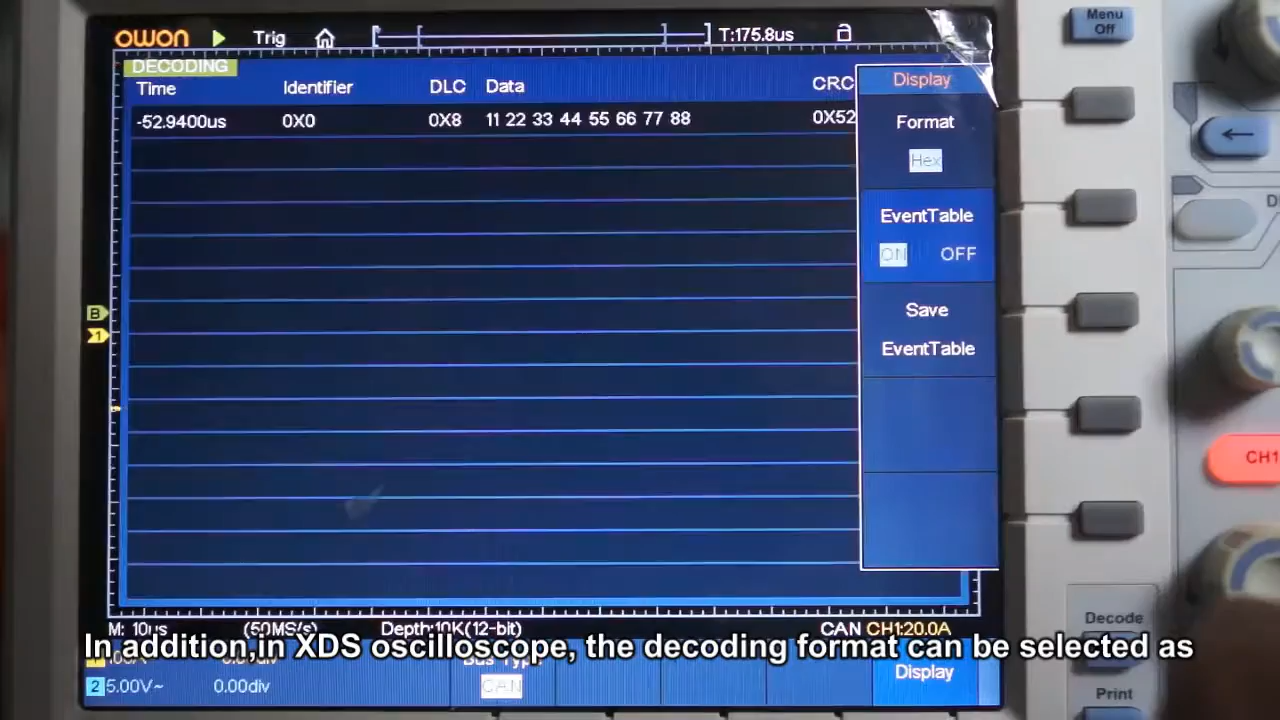 owon Trig T:175.8us
DECODING
Time Identifier DLC Data CRC
-52.9400us 0X0 0X8 11 22 33 44 55 66 77 88 0X52
Display
Format
Hex
EventTable
ON OFF
Save
EventTable
B
1
M: 10us (50MS/s) Depth:10K(12-bit) CAN CH1:20.0A
In addition,in XDS oscilloscope, the decoding format can be selected as
Bus Type
CAN
2 5.00V~ 0.00div
Display
Menu
Off
CH1
Decode
Print